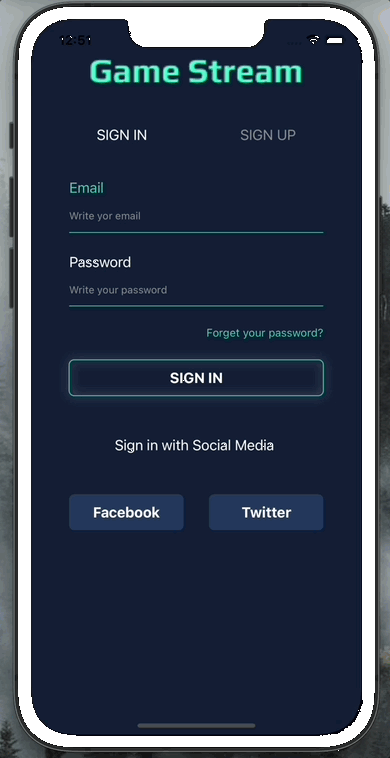 12:51
Game Stream
SIGN IN SIGN UP
Email
Write yor email
Password
Write your password
Forget your password?
SIGN IN
Sign in with Social Media
Facebook Twitter